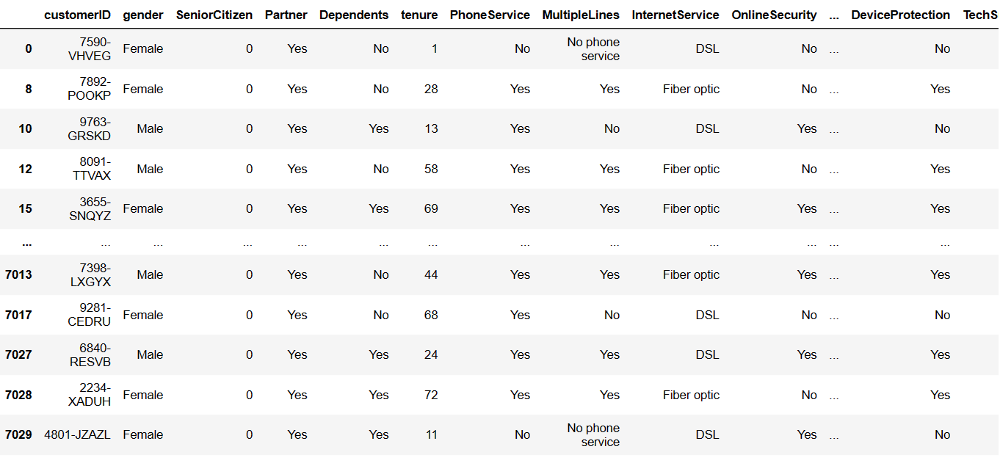 customerID gender SeniorCitizen Partner Dependents tenure PhoneService MultipleLines InternetService OnlineSecurity ... DeviceProtection TechS
0 7590-VHVEG Female 0 Yes No 1 No No phone service DSL No ... No
8 7892-POOKP Female 0 Yes No 28 Yes Yes Fiber optic No ... Yes
10 9763-GRSKD Male 0 Yes Yes 13 Yes No DSL Yes ... No
12 8091-TTVAX Male 0 Yes No 58 Yes Yes Fiber optic No ... Yes
15 3655-SNQYZ Female 0 Yes Yes 69 Yes Yes Fiber optic Yes ... Yes
... ... ... ... ... ... ... ... ... ... ... ... ...
7013 7398-LXGYX Male 0 Yes No 44 Yes Yes Fiber optic Yes ... Yes
7017 9281-CEDRU Female 0 Yes No 68 Yes No DSL No ... No
7027 6840-RESVB Male 0 Yes Yes 24 Yes Yes DSL Yes ... Yes
7028 2234-XADUH Female 0 Yes Yes 72 Yes Yes Fiber optic No ... Yes
7029 4801-JZAZL Female 0 Yes Yes 11 No No phone service DSL Yes ... No